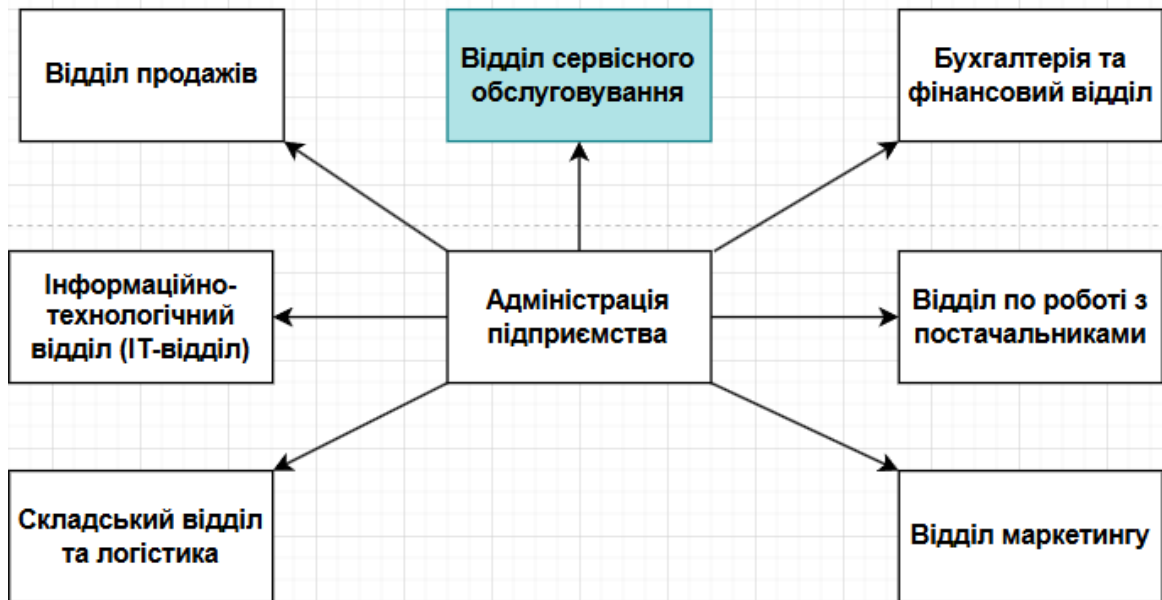 Відділ продажів
Відділ сервісного
обслуговування
Бухгалтерія та
фінансовий відділ
Інформаційно-
технологічний
відділ (ІТ-відділ)
Адміністрація
підприємства
Відділ по роботі з
постачальниками
Складський відділ
та логістика
Відділ маркетингу